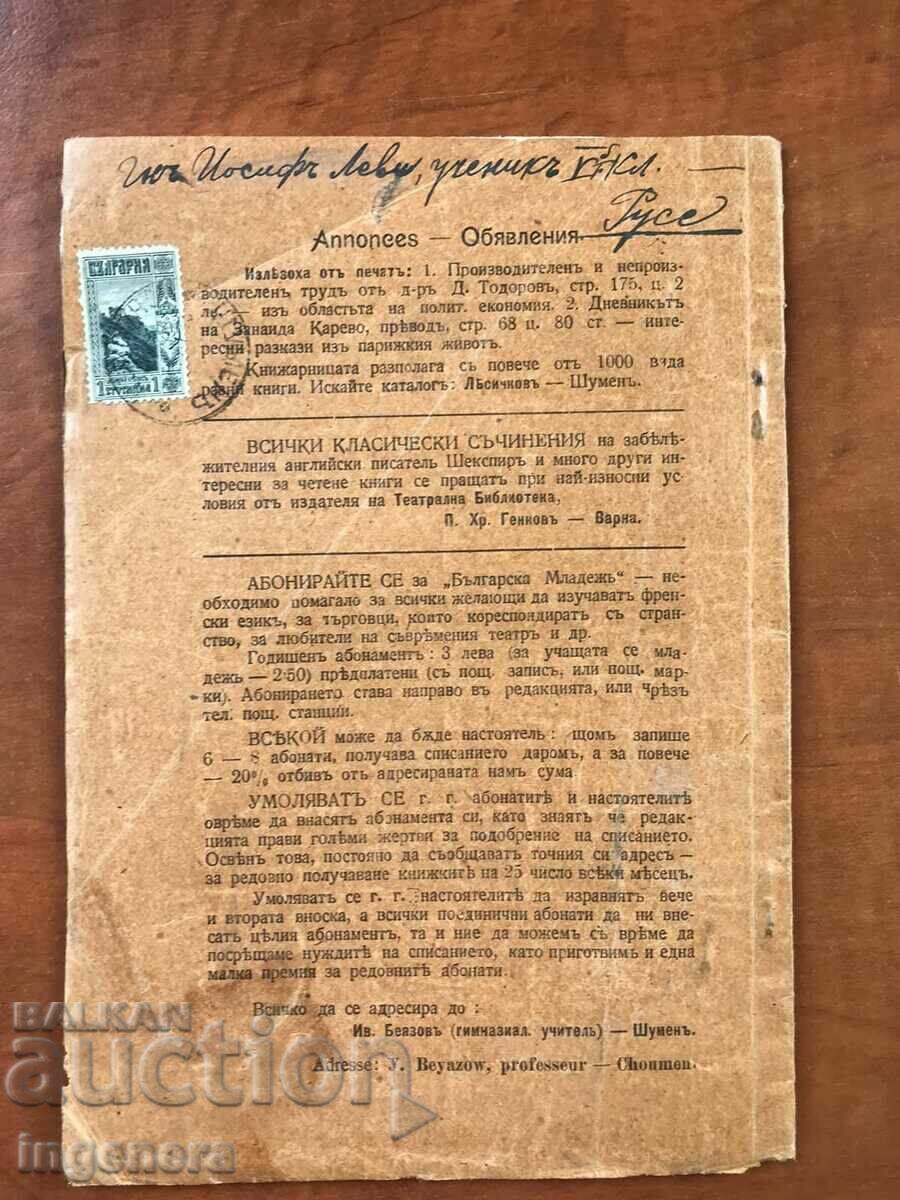 Г-нъ Иосифъ Леви, ученикъ V б кл. —
Русе
Annonces — Обявления
БЪЛГАРИЯ
1 СТОТИНКА 1
Излѣзоха отъ печатъ: 1. Производителенъ и непроиз-
водителенъ трудъ отъ д-ръ Д. Тодоровъ, стр. 175, ц. 2
ле. — изъ областьта на полит. економия. 2. Дневникътъ
на Занаида Карево, прѣводъ, стр. 68 ц. 80 ст. — инте-
ресни разкази изъ парижкия животъ.
Книжарницата разполага съ повече отъ 1000 вида
разни книги. Искайте каталогъ: Лѣсичковъ — Шуменъ.
ВСИЧКИ КЛАСИЧЕСКИ СЪЧИНЕНИЯ на забѣлѣ-
жителния английски писатель Шекспиръ и много други ин-
тересни за четене книги се пращатъ при най-износни ус-
ловия отъ издателя на Театрална Библиотека,
П. Хр. Генковъ — Варна.
АБОНИРАЙТЕ СЕ за „Българска Младежь“ — не-
обходимо помагало за всички желающи да изучаватъ френ-
ски езикъ, за търговци, които кореспондиратъ съ стран-
ство, за любители на съврѣмения театръ и др.
Годишенъ абонаментъ: 3 лева (за учащата се мла-
дежь — 2·50) прѣдплатени (съ пощ. записъ, или пощ. мар-
ки). Абонирането става направо въ редакцията, или чрѣзъ
тел. пощ. станции.
ВСѢКОЙ може да бѫде настоятель: щомъ запише
6 — 8 абонати, получава списанието даромъ, а за повече
— 20% отбивъ отъ адресираната намъ сума.
УМОЛЯВАТЪ СЕ г. г. абонатитѣ и настоятелитѣ
оврѣме да внасятъ абонамента си, като знаятъ че редак-
цията прави голѣми жертви за подобрение на списанието.
Освѣнъ това, постояно да съобщаватъ точния си адресъ —
за редовно получаване книжкитѣ на 25 число всѣки мѣсецъ.
Умоляватъ се г. г. настоятелитѣ да изравнятъ вече
и втората вноска, а всички поединични абонати да ни вне-
сатъ цѣлия абонаментъ, та и ние да можемъ съ врѣме да
посрѣщаме нуждитѣ на списанието, като приготвимъ и една
малка премия за редовнитѣ абонати.
Всичко да се адресира до:
Ив. Беязовъ (гимназиал. учитель) — Шуменъ.
Adresse: Y. Beyazow, professeur — Choumen.
BALKAN
auction
ingenera